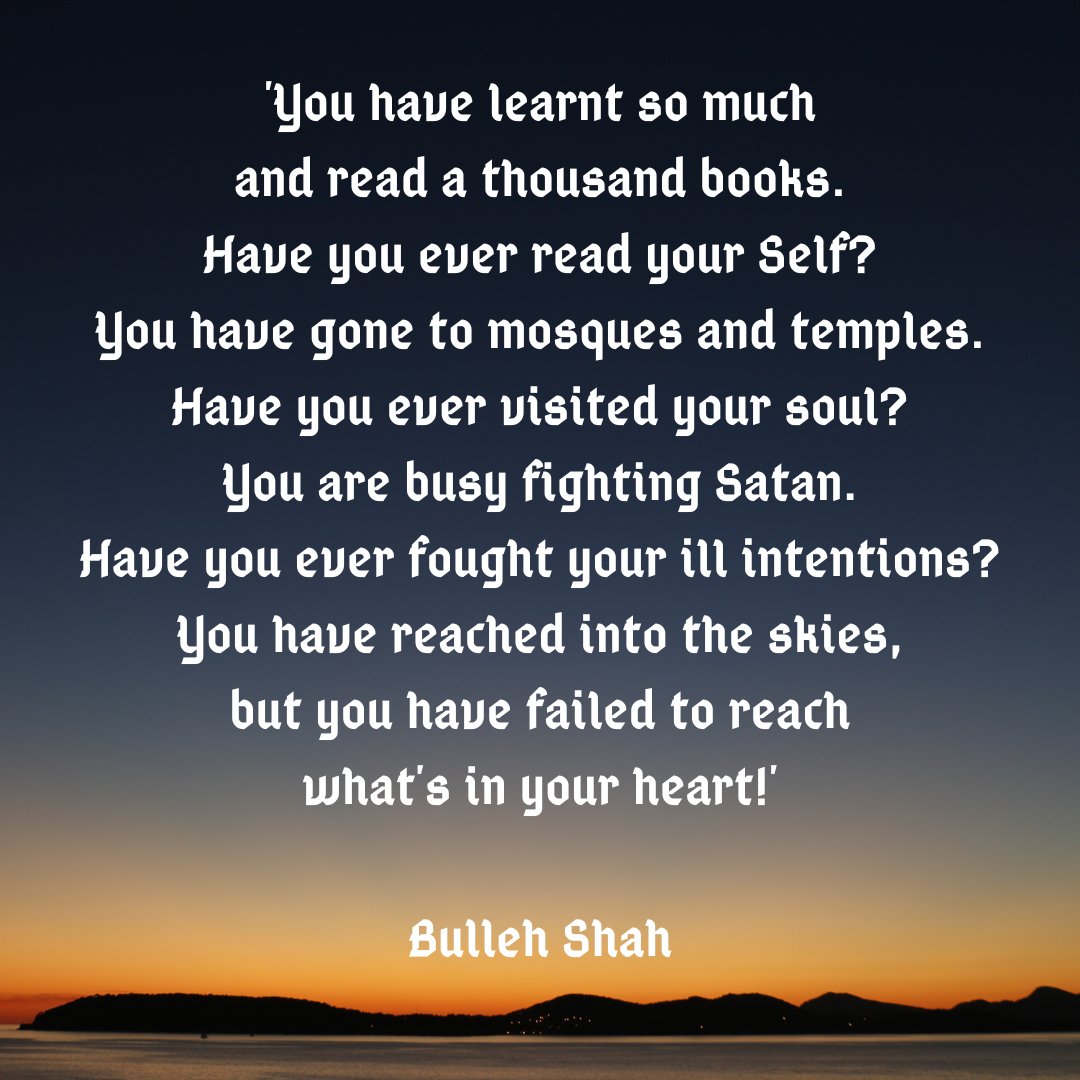 'You have learnt so much
and read a thousand books.
Have you ever read your Self?
You have gone to mosques and temples.
Have you ever visited your soul?
You are busy fighting Satan.
Have you ever fought your ill intentions?
You have reached into the skies,
but you have failed to reach
what's in your heart!'
Bulleh Shah